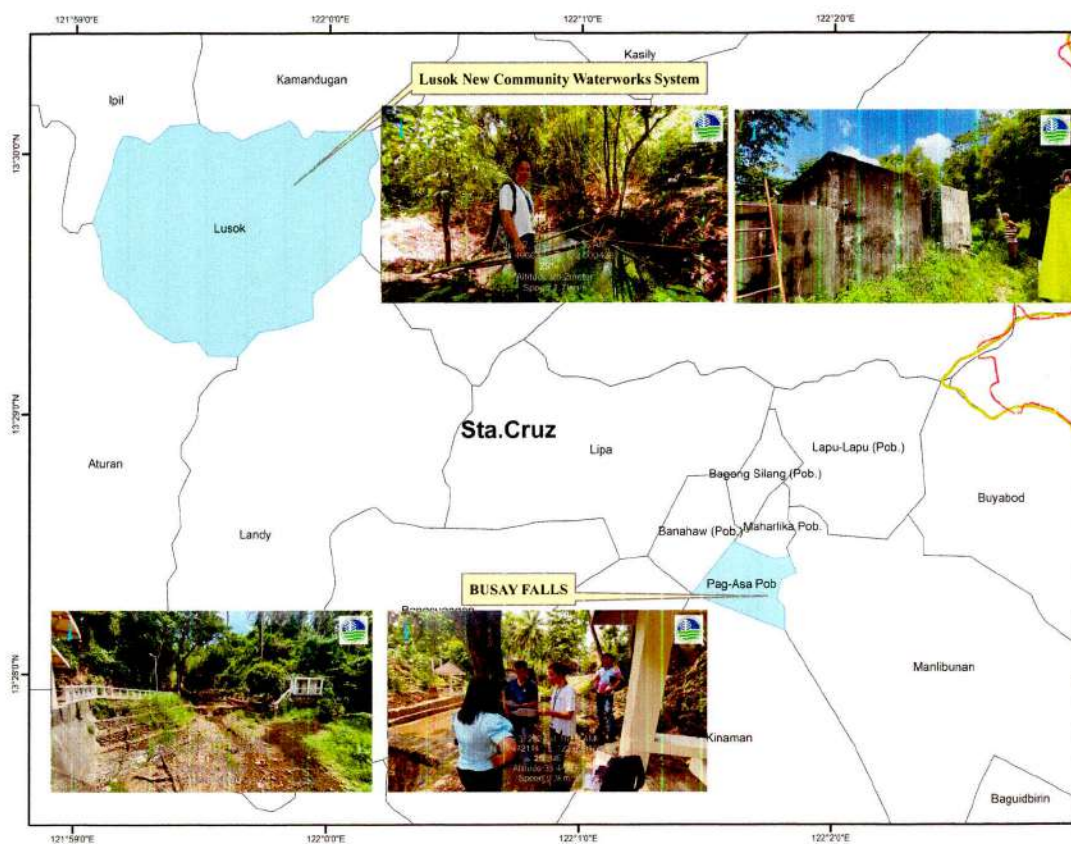 121°59'0"E
122°0'0"E
122°1'0"E
122°2'0"E
Kasily
Kamandugan
Lusok New Community Waterworks System
Ipil
13°30'0"N
Lusok
13°29'0"N
Sta.Cruz
Lipa
Lapu-Lapu (Pob.)
Aturan
Bagong Silang (Pob.)
Buyabod
Landy
Banahaw (Pob.)
Maharlika Pob.
BUSAY FALLS
Pag-Asa Pob
Manlibunan
13°28'0"N
Kinaman
Baguidbirin
121°59'0"E
122°0'0"E
122°1'0"E
122°2'0"E